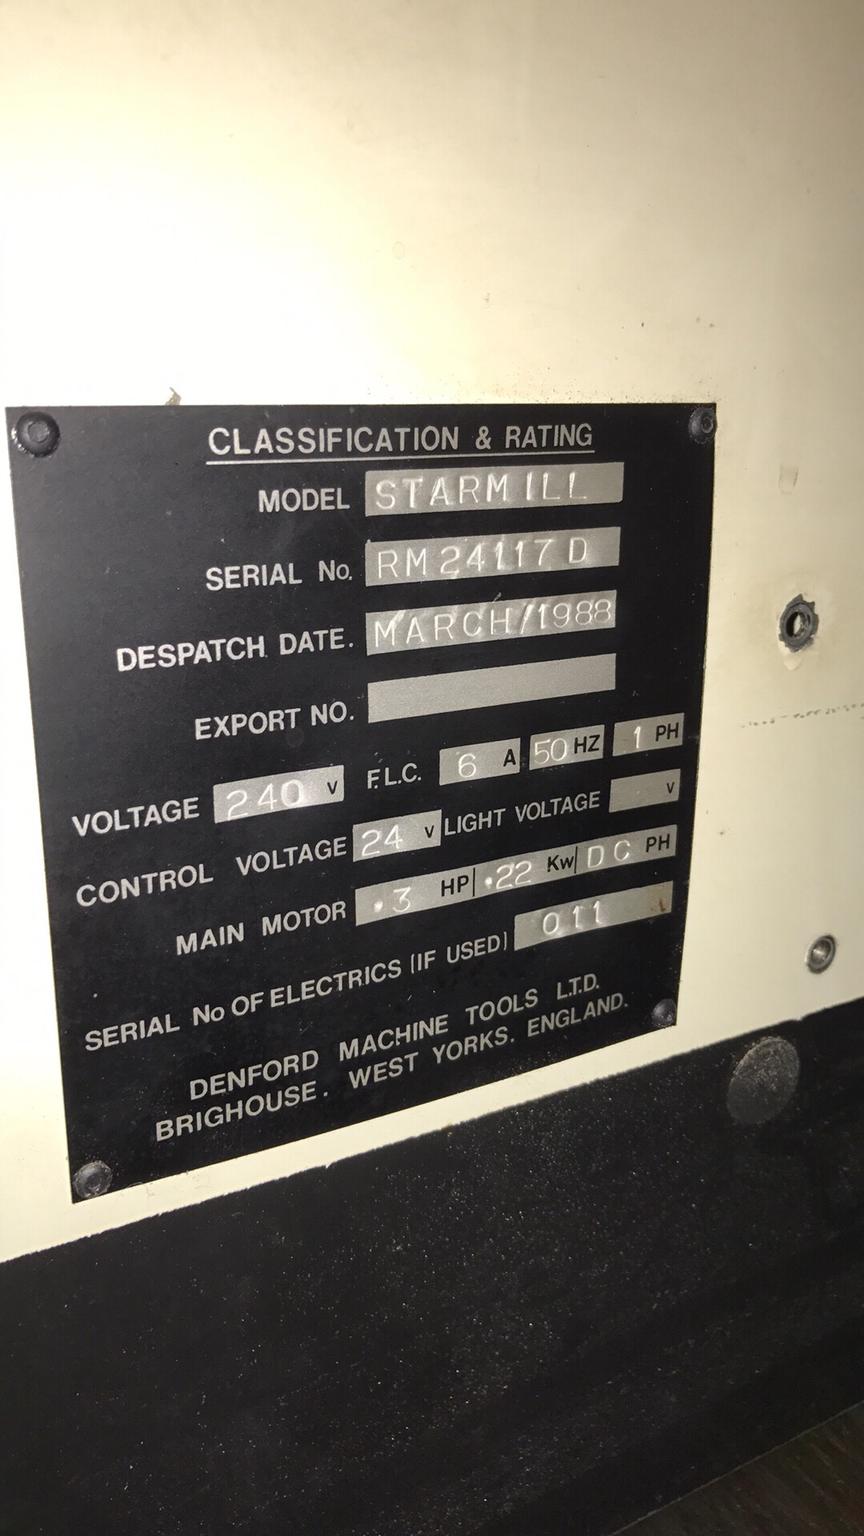 CLASSIFICATION & RATING
MODEL STARMILL
SERIAL No. RM24117D
DESPATCH DATE. MARCH/1988
EXPORT NO.
VOLTAGE 240 V F.L.C. 6 A 50 HZ 1 PH
CONTROL VOLTAGE 24 V LIGHT VOLTAGE V
MAIN MOTOR .3 HP .22 Kw DC PH
SERIAL No OF ELECTRICS (IF USED) 011
DENFORD MACHINE TOOLS L.T.D.
BRIGHOUSE. WEST YORKS. ENGLAND.